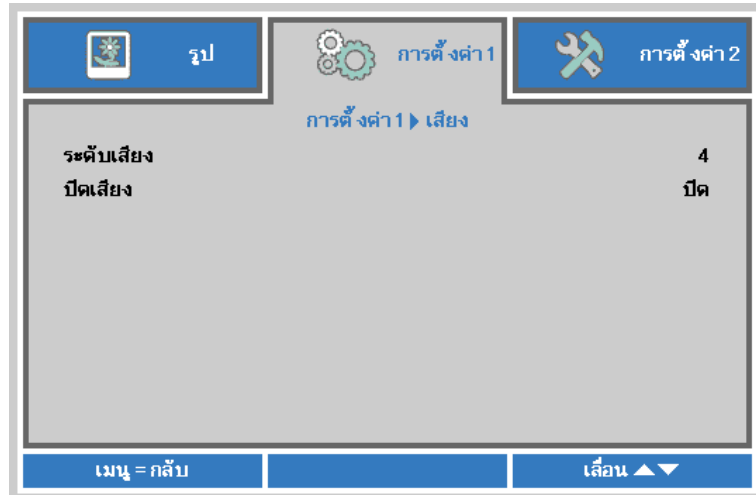 รูป
การตั้งค่า 1
การตั้งค่า 2
การตั้งค่า 1 ▶ เสียง
ระดับเสียง 4
ปิดเสียง ปิด
เมนู = กลับ
เลื่อน ▲▼